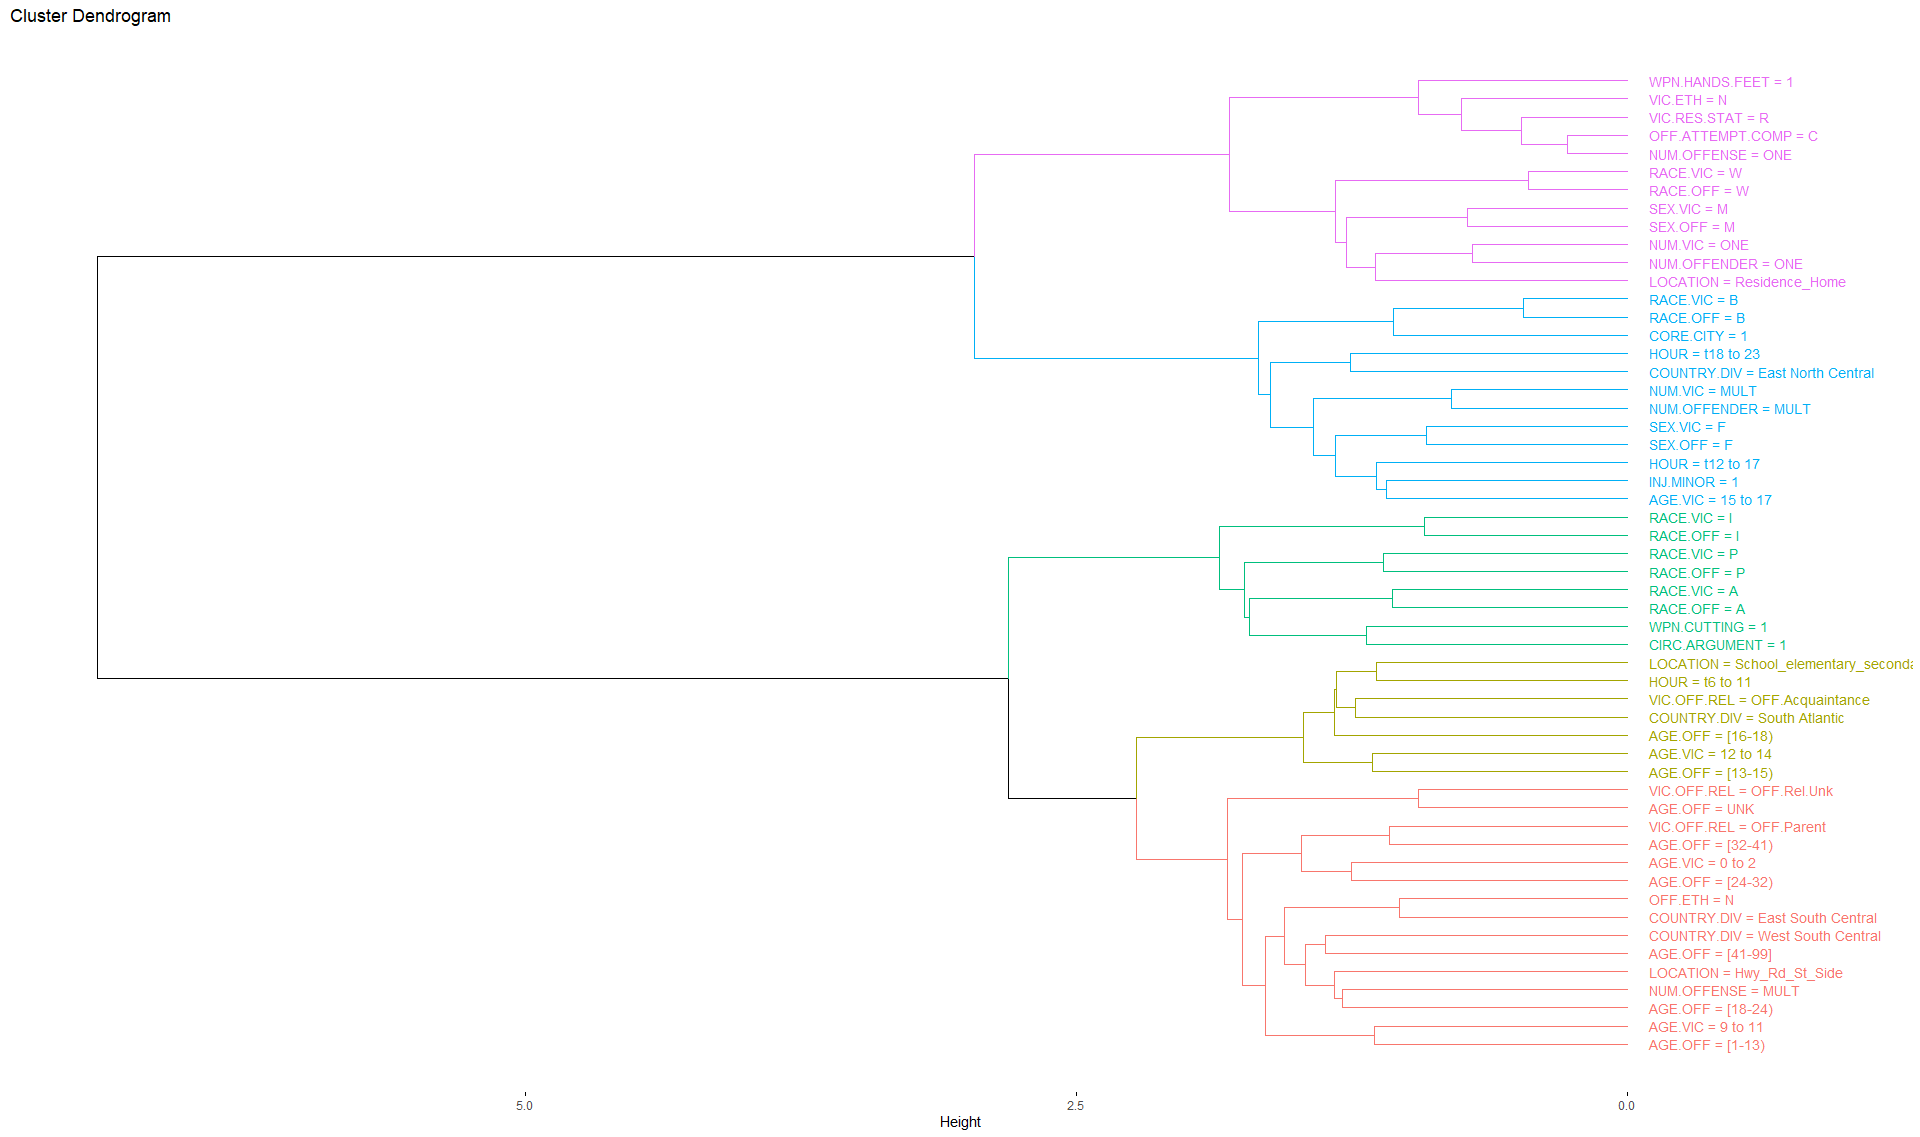 Cluster Dendrogram
WPN.HANDS.FEET = 1
VIC.ETH = N
VIC.RES.STAT = R
OFF.ATTEMPT.COMP = C
NUM.OFFENSE = ONE
RACE.VIC = W
RACE.OFF = W
SEX.VIC = M
SEX.OFF = M
NUM.VIC = ONE
NUM.OFFENDER = ONE
LOCATION = Residence_Home
RACE.VIC = B
RACE.OFF = B
CORE.CITY = 1
HOUR = t18 to 23
COUNTRY.DIV = East North Central
NUM.VIC = MULT
NUM.OFFENDER = MULT
SEX.VIC = F
SEX.OFF = F
HOUR = t12 to 17
INJ.MINOR = 1
AGE.VIC = 15 to 17
RACE.VIC = I
RACE.OFF = I
RACE.VIC = P
RACE.OFF = P
RACE.VIC = A
RACE.OFF = A
WPN.CUTTING = 1
CIRC.ARGUMENT = 1
LOCATION = School_elementary_seconda
HOUR = t6 to 11
VIC.OFF.REL = OFF.Acquaintance
COUNTRY.DIV = South Atlantic
AGE.OFF = [16-18)
AGE.VIC = 12 to 14
AGE.OFF = [13-15)
VIC.OFF.REL = OFF.Rel.Unk
AGE.OFF = UNK
VIC.OFF.REL = OFF.Parent
AGE.OFF = [32-41)
AGE.VIC = 0 to 2
AGE.OFF = [24-32)
OFF.ETH = N
COUNTRY.DIV = East South Central
COUNTRY.DIV = West South Central
AGE.OFF = [41-99]
LOCATION = Hwy_Rd_St_Side
NUM.OFFENSE = MULT
AGE.OFF = [18-24)
AGE.VIC = 9 to 11
AGE.OFF = [1-13)
5.0 2.5 0.0
Height